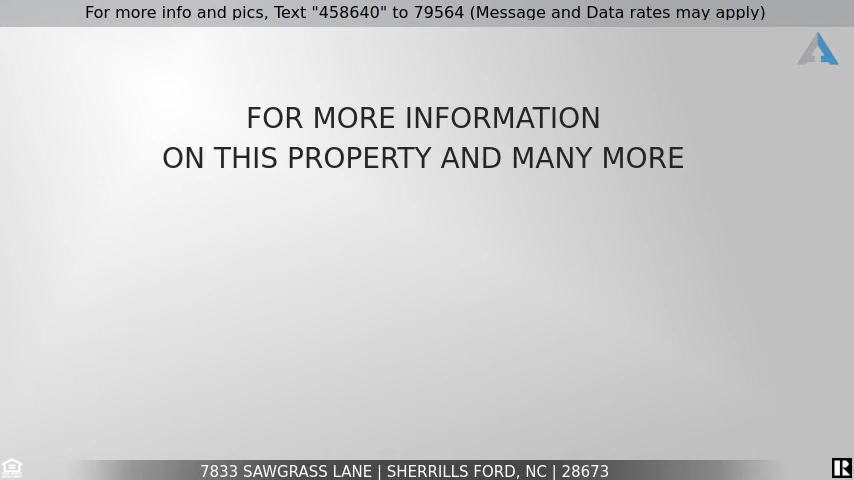 For more info and pics, Text "458640" to 79564 (Message and Data rates may apply)
FOR MORE INFORMATION
ON THIS PROPERTY AND MANY MORE
7833 SAWGRASS LANE | SHERRILLS FORD, NC | 28673